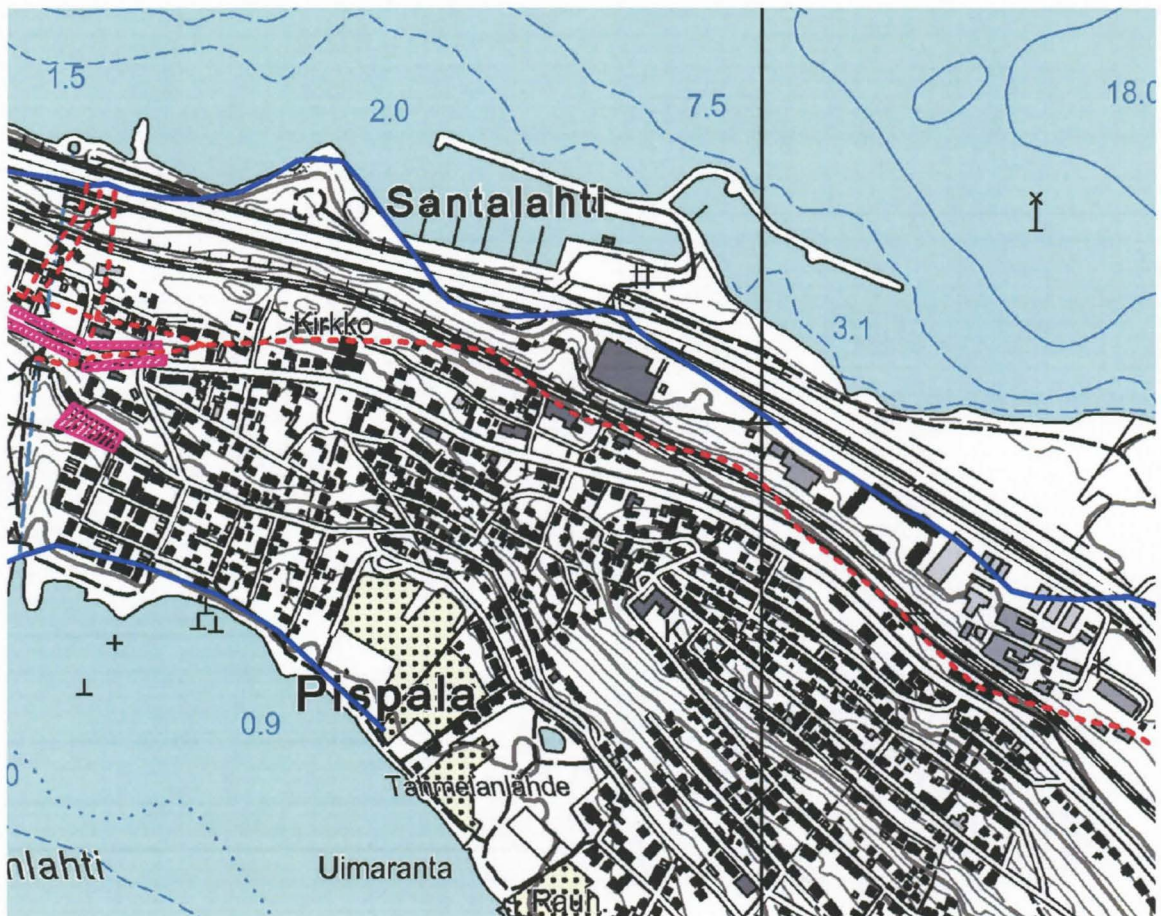 1.5
2.0
7.5
18.0
Santalahti
3.1
Kirkko
K
Pispala
0.9
0
Tahmelanlähde
nlahti
Uimaranta
Rauh.